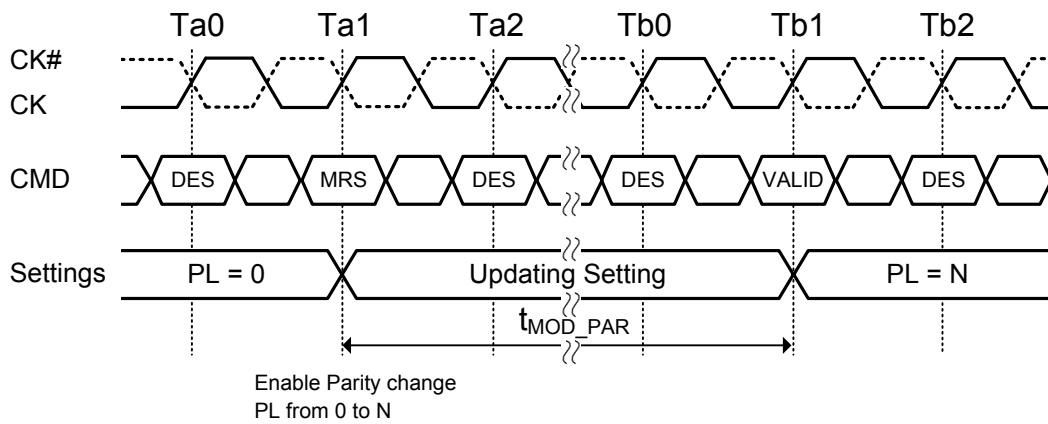 Ta0 Ta1 Ta2 Tb0 Tb1 Tb2
CK#
CK
CMD DES MRS DES DES VALID DES
Settings PL = 0 Updating Setting PL = N
tMOD_PAR
Enable Parity change
PL from 0 to N